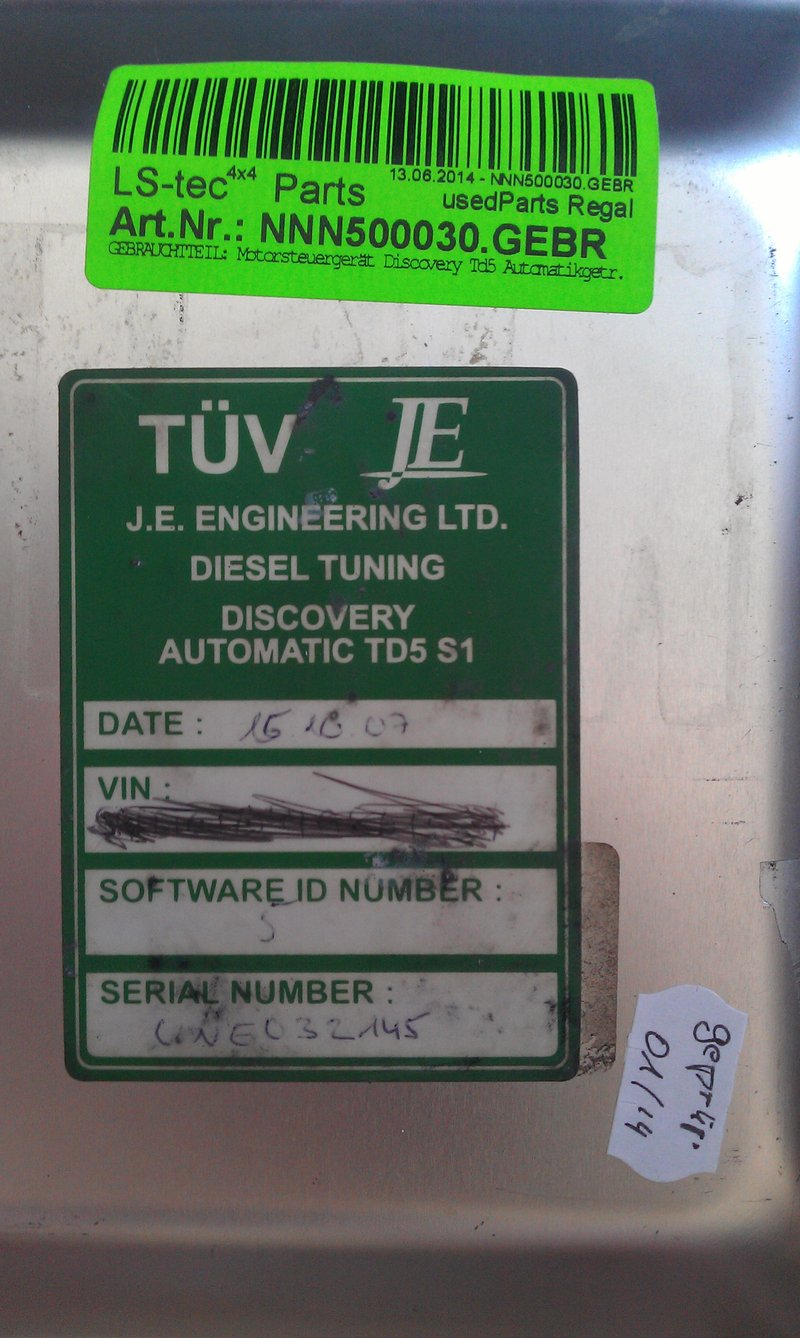 13.06.2014 - NNN500030.GEBR
LS-tec4x4 Parts usedParts Regal
Art.Nr.: NNN500030.GEBR
GEBRAUCHTTEIL: Motorsteuergerät Discovery Td5 Automatikgetr.
TÜV JE
J.E. ENGINEERING LTD.
DIESEL TUNING
DISCOVERY
AUTOMATIC TD5 S1
DATE : 15 10 07
VIN :
SOFTWARE ID NUMBER :
5
SERIAL NUMBER :
geprüf.
01/14